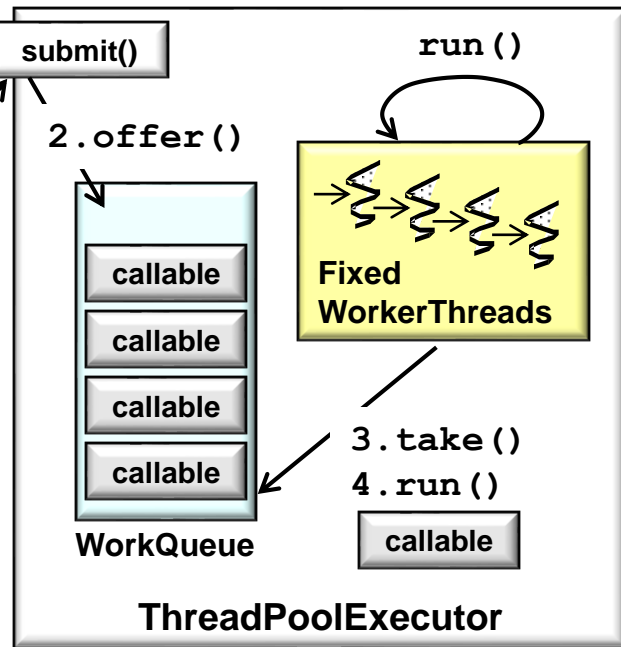 submit()
run()
2.offer()
callable
callable
callable
callable
Fixed
WorkerThreads
3.take()
4.run()
WorkQueue
callable
ThreadPoolExecutor